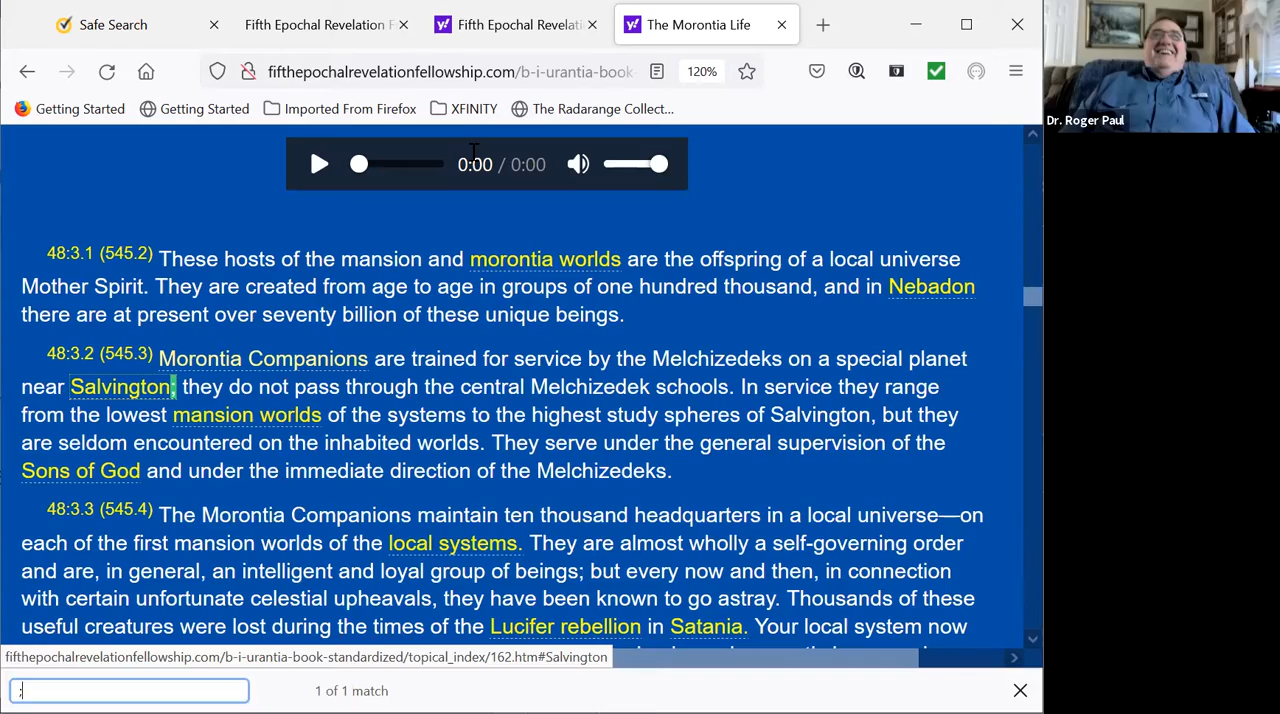 Safe Search
Fifth Epochal Revelation F
Fifth Epochal Revelati
The Morontia Life
fifthepochalrevelationfellowship.com/b-i-urantia-book
120%
Getting Started
Getting Started
Imported From Firefox
XFINITY
The Radarange Collect...
Dr. Roger Paul
0:00 / 0:00
48:3.1 (545.2) These hosts of the mansion and morontia worlds are the offspring of a local universe
Mother Spirit. They are created from age to age in groups of one hundred thousand, and in Nebadon
there are at present over seventy billion of these unique beings.
48:3.2 (545.3) Morontia Companions are trained for service by the Melchizedeks on a special planet
near Salvington; they do not pass through the central Melchizedek schools. In service they range
from the lowest mansion worlds of the systems to the highest study spheres of Salvington, but they
are seldom encountered on the inhabited worlds. They serve under the general supervision of the
Sons of God and under the immediate direction of the Melchizedeks.
48:3.3 (545.4) The Morontia Companions maintain ten thousand headquarters in a local universe—on
each of the first mansion worlds of the local systems. They are almost wholly a self-governing order
and are, in general, an intelligent and loyal group of beings; but every now and then, in connection
with certain unfortunate celestial upheavals, they have been known to go astray. Thousands of these
useful creatures were lost during the times of the Lucifer rebellion in Satania. Your local system now
fifthepochalrevelationfellowship.com/b-i-urantia-book-standardized/topical_index/162.htm#Salvington
;
1 of 1 match